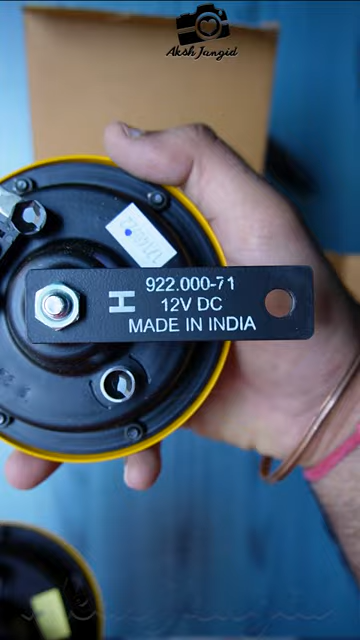 Aksh Jangid
H
922.000-71
12V DC
MADE IN INDIA